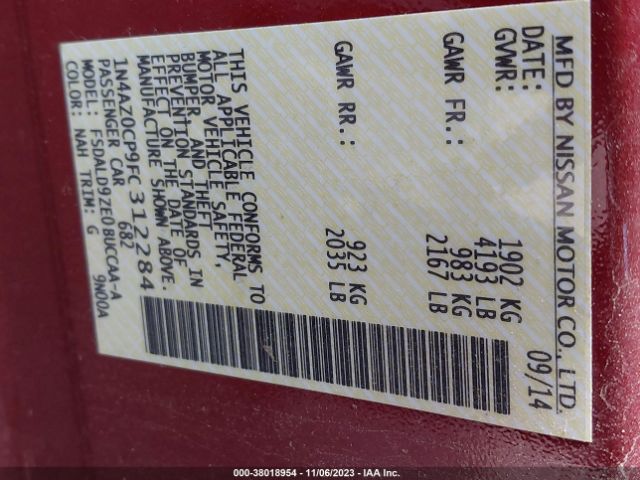 MFD BY NISSAN MOTOR CO., LTD.
DATE: 09/14
GVWR: 1902 KG
4193 LB
GAWR FR.: 983 KG
2167 LB
GAWR RR.: 923 KG
2035 LB
THIS VEHICLE CONFORMS TO
ALL APPLICABLE FEDERAL
MOTOR VEHICLE SAFETY,
BUMPER, AND THEFT
PREVENTION STANDARDS IN
EFFECT ON THE DATE OF
MANUFACTURE SHOWN ABOVE.
1N4AZ0CP9FC312284
PASSENGER CAR 682
MODEL: FSDALD9ZE0BUCCAA-A
COLOR: NAH TRIM: G 9N00A
000-38018954 - 11/06/2023 - IAA Inc.